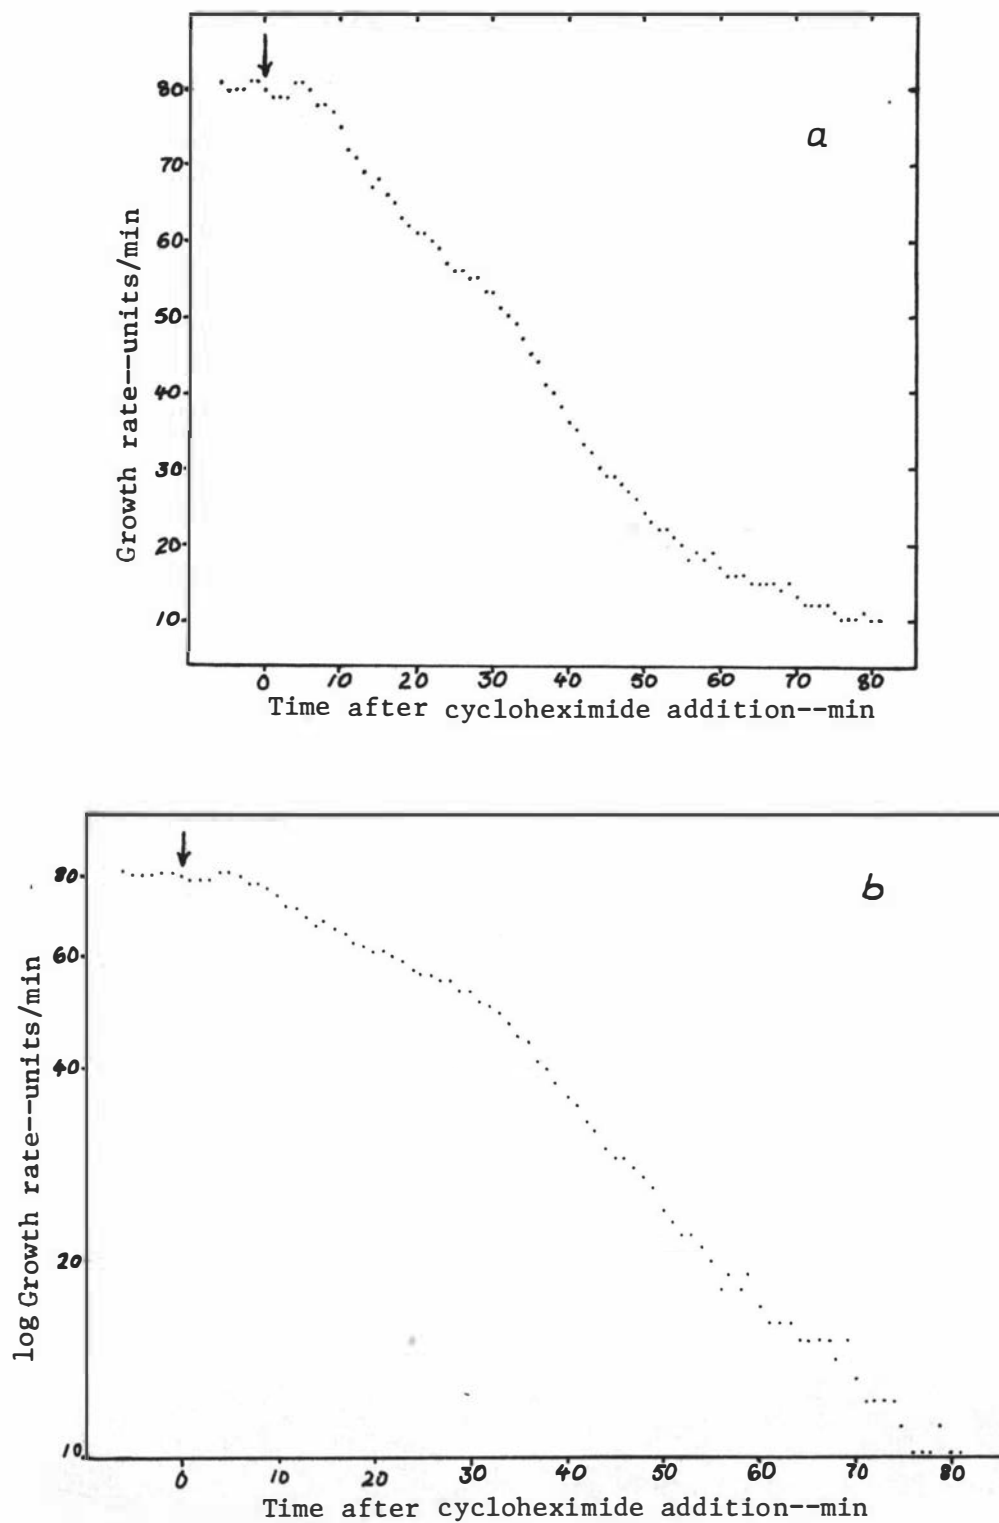 a
80
70
60
50
40
30
20
10
Growth rate--units/min
0 10 20 30 40 50 60 70 80
Time after cycloheximide addition--min
b
80
60
40
20
10
log Growth rate--units/min
0 10 20 30 40 50 60 70 80
Time after cycloheximide addition--min